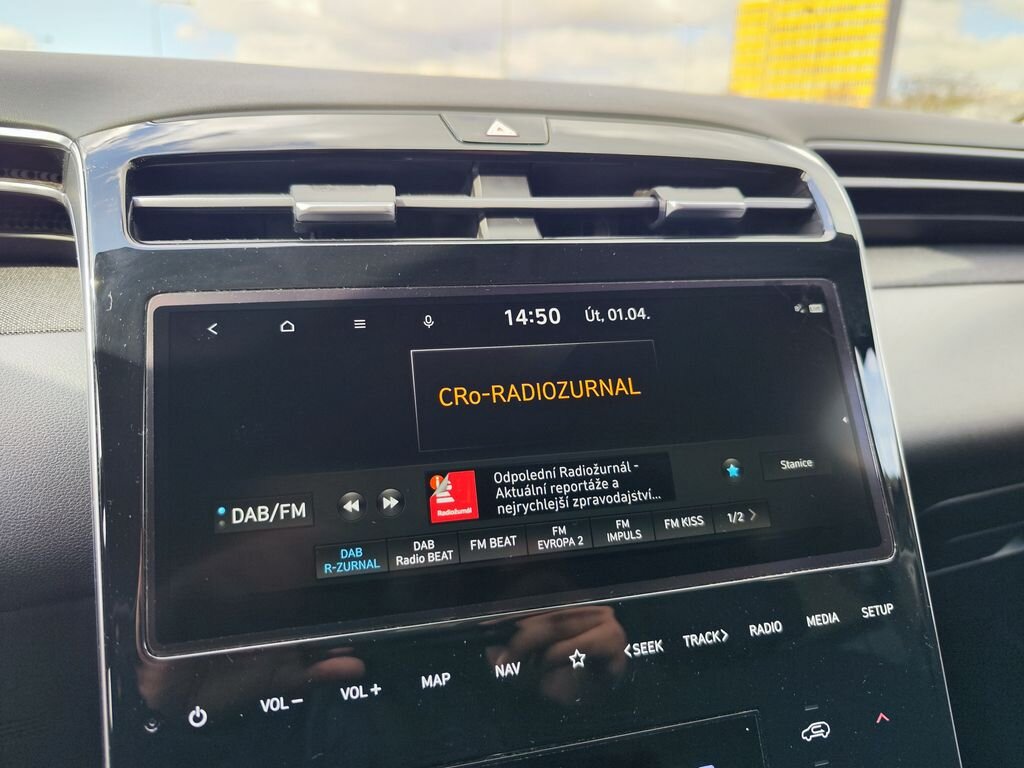 14:50 Út, 01.04.
CRo-RADIOZURNAL
DAB/FM
Radiožurnál
Odpolední Radiožurnál -
Aktuální reportáže a
nejrychlejší zpravodajství...
Stanice
DAB
R-ZURNAL
DAB
Radio BEAT
FM BEAT
FM
EVROPA 2
FM
IMPULS
FM KISS
1/2
VOL-
VOL+
MAP
NAV
<SEEK
TRACK>
RADIO
MEDIA
SETUP